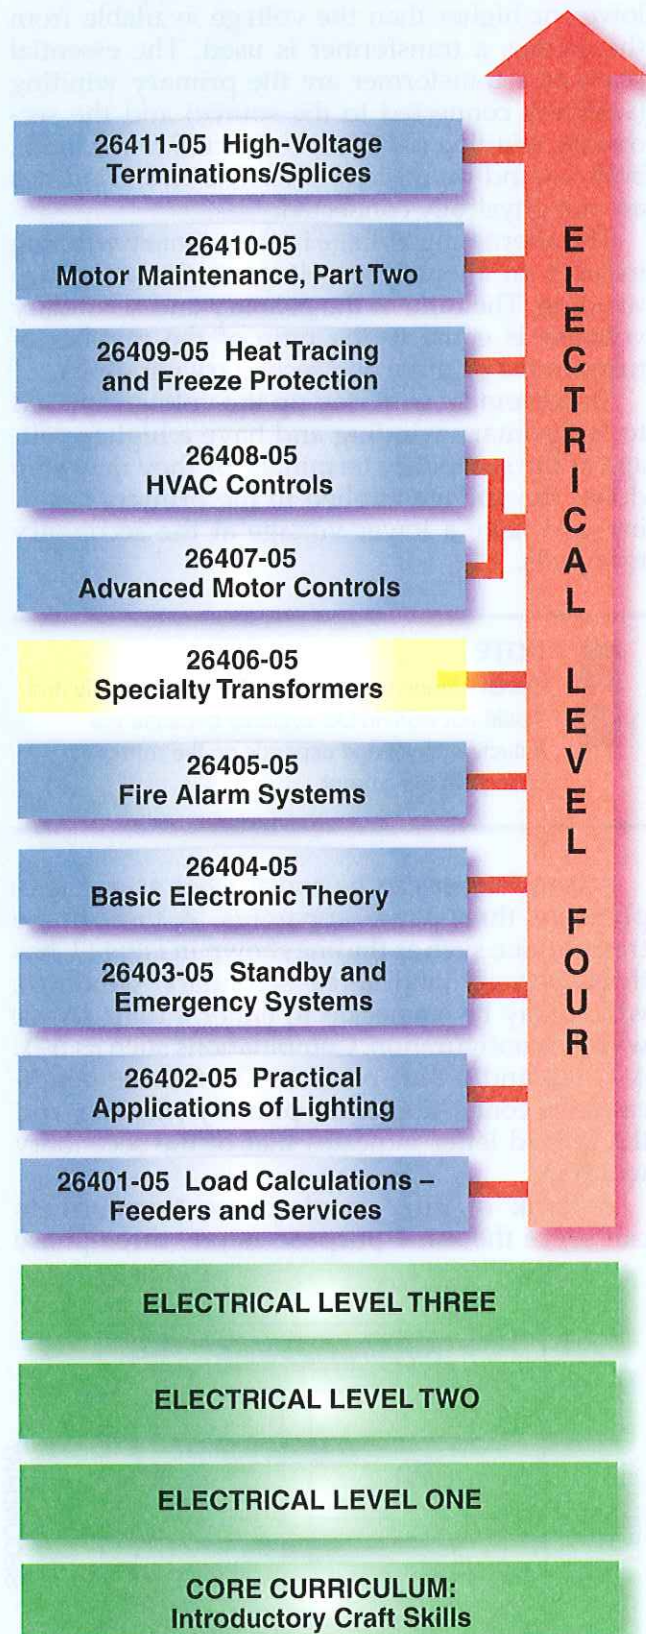 26411-05 High-Voltage
Terminations/Splices
26410-05
Motor Maintenance, Part Two
26409-05 Heat Tracing
and Freeze Protection
26408-05
HVAC Controls
26407-05
Advanced Motor Controls
26406-05
Specialty Transformers
26405-05
Fire Alarm Systems
26404-05
Basic Electronic Theory
26403-05 Standby and
Emergency Systems
26402-05 Practical
Applications of Lighting
26401-05 Load Calculations –
Feeders and Services
ELECTRICAL LEVEL FOUR
ELECTRICAL LEVEL THREE
ELECTRICAL LEVEL TWO
ELECTRICAL LEVEL ONE
CORE CURRICULUM:
Introductory Craft Skills